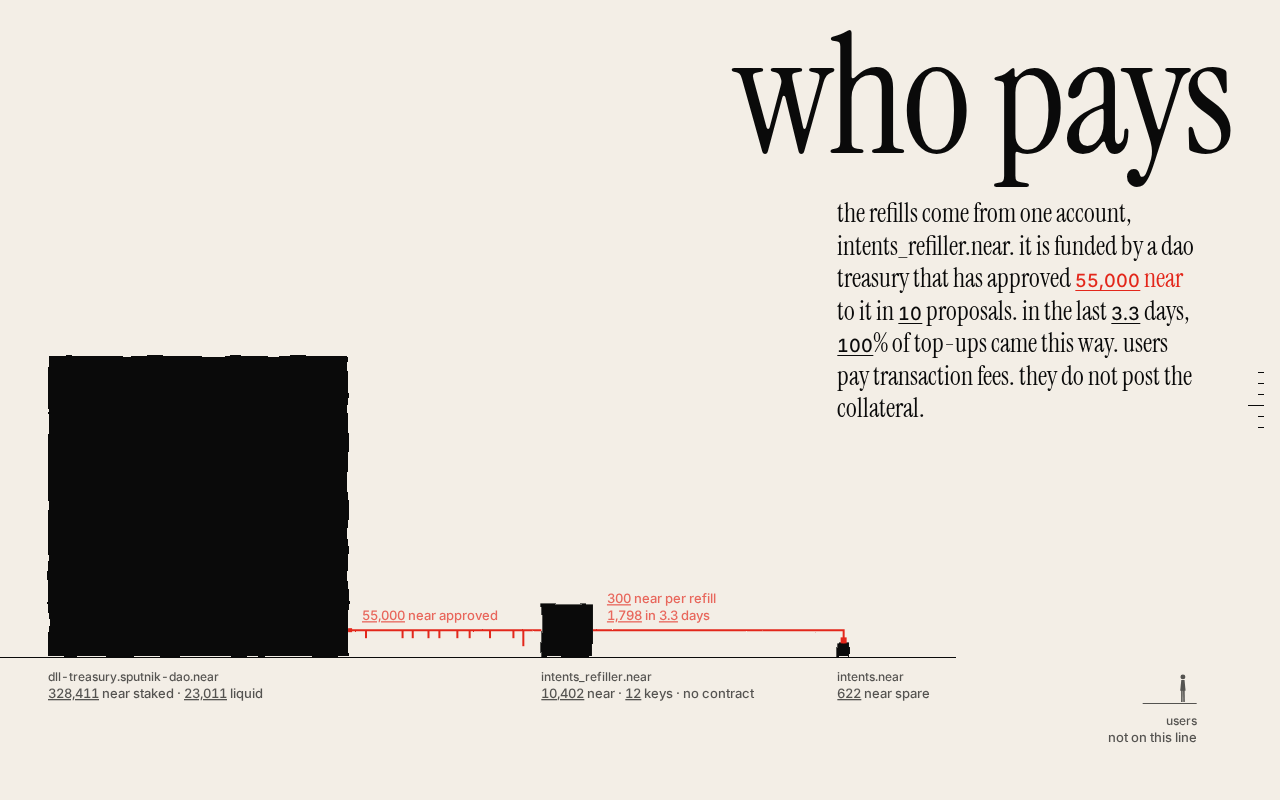 who pays
the refills come from one account,
intents_refiller.near. it is funded by a dao
treasury that has approved 55,000 near
to it in 10 proposals. in the last 3.3 days,
100% of top-ups came this way. users
pay transaction fees. they do not post the
collateral.
55,000 near approved
300 near per refill
1,798 in 3.3 days
dll-treasury.sputnik-dao.near
328,411 near staked · 23,011 liquid
intents_refiller.near
10,402 near · 12 keys · no contract
intents.near
622 near spare
users
not on this line